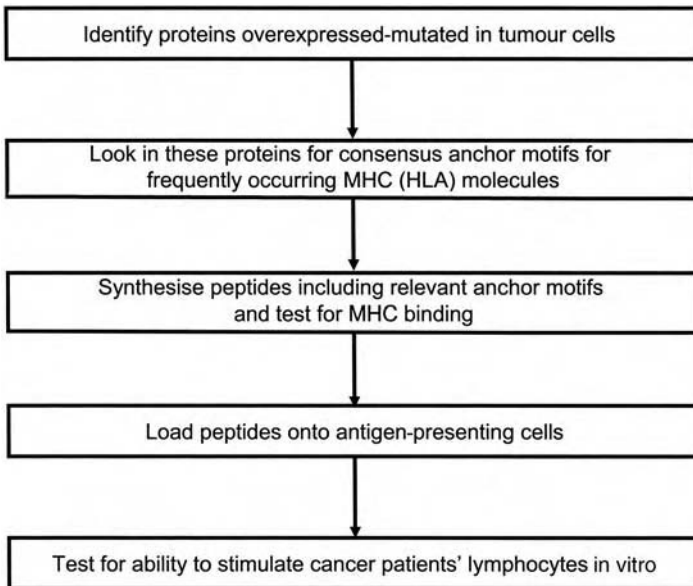 Identify proteins overexpressed-mutated in tumour cells
Look in these proteins for consensus anchor motifs for
frequently occurring MHC (HLA) molecules
Synthesise peptides including relevant anchor motifs
and test for MHC binding
Load peptides onto antigen-presenting cells
Test for ability to stimulate cancer patients' lymphocytes in vitro